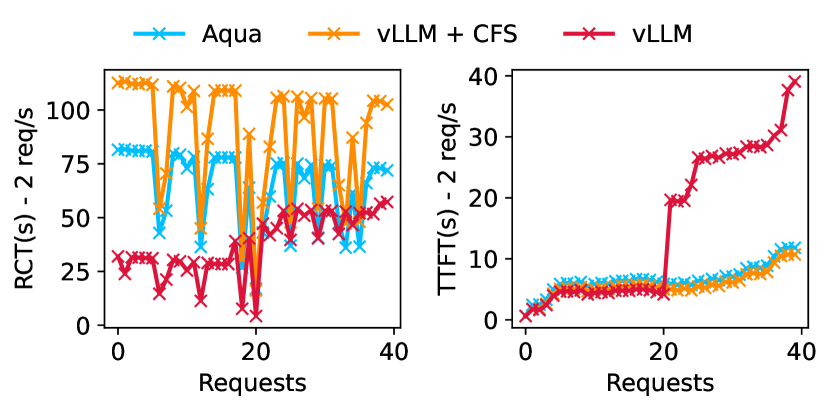 Aqua vLLM + CFS vLLM
RCT(s) - 2 req/s
100
75
50
25
0
0 20 40
Requests
TTFT(s) - 2 req/s
40
30
20
10
0
0 20 40
Requests